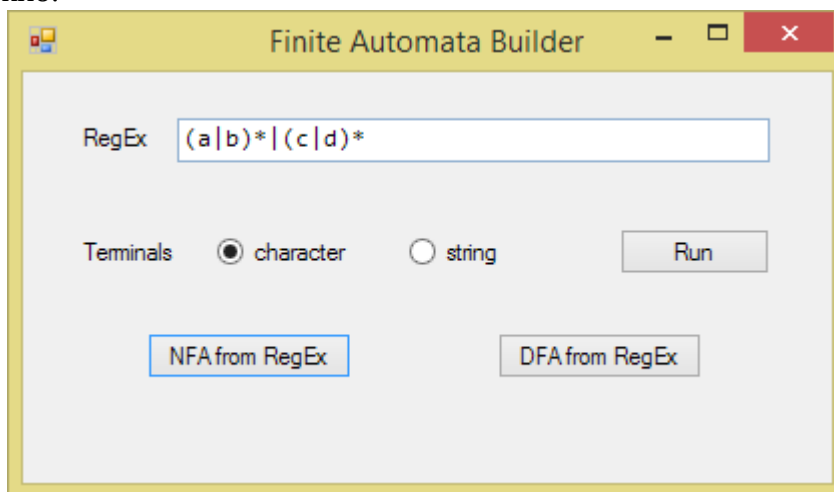 Finite Automata Builder
RegEx (a|b)*|(c|d)*
Terminals character string Run
NFA from RegEx DFA from RegEx